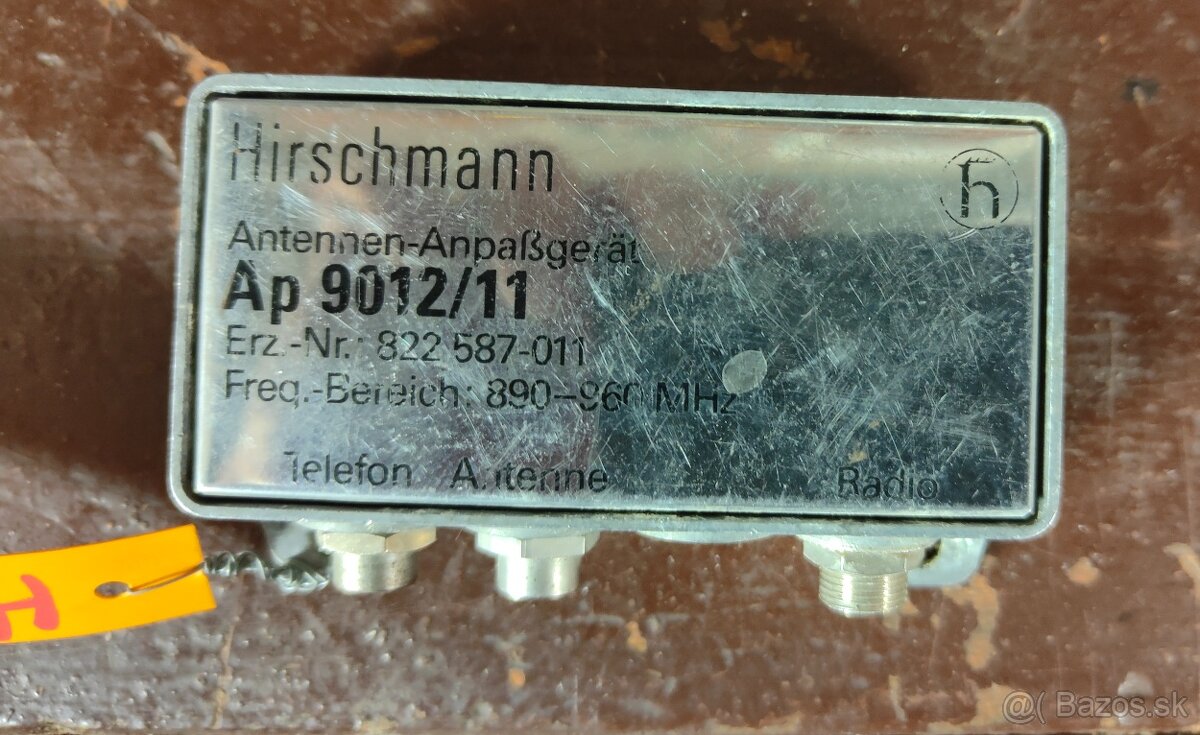 Hirschmann
h
Antennen-Anpaßgerät
Ap 9012/11
Erz.-Nr.: 822 587-011
Freq.-Bereich: 890-960 MHz
Telefon Antenne Radio
@( Bazos.sk